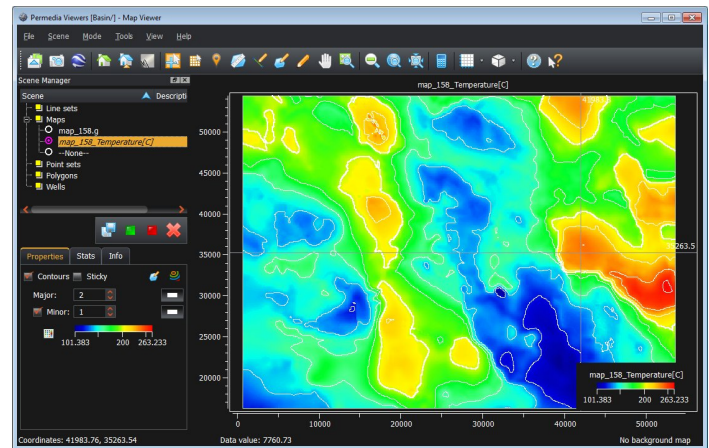 Permedia Viewers [Basin/] - Map Viewer
File Scene Mode Tools View Help
Scene Manager
Scene Descripti
Line sets
Maps
map_158.g
map_158_Temperature[C]
--None--
Point sets
Polygons
Wells
Properties Stats Info
Contours Sticky
Major: 2
Minor: 1
101.383 200 263.233
map_158_Temperature[C]
50000
45000
40000
35000
30000
25000
20000
0 10000 20000 30000 40000 50000
map_158_Temperature[C]
101.383 200 263.233
Coordinates: 41983.76, 35263.54 Data value: 7760.73 No background map